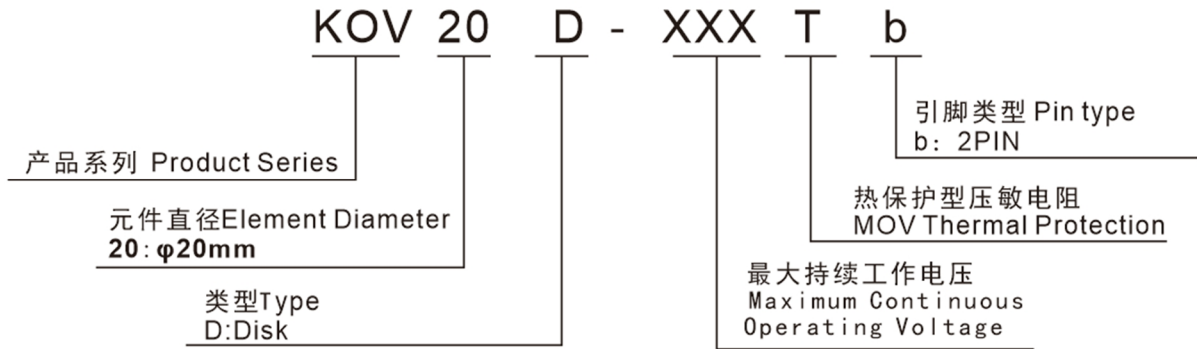 KOV 20 D - XXX T b
引脚类型 Pin type
b: 2PIN
产品系列 Product Series
热保护型压敏电阻
MOV Thermal Protection
元件直径Element Diameter
20: φ20mm
最大持续工作电压
Maximum Continuous
Operating Voltage
类型Type
D:Disk